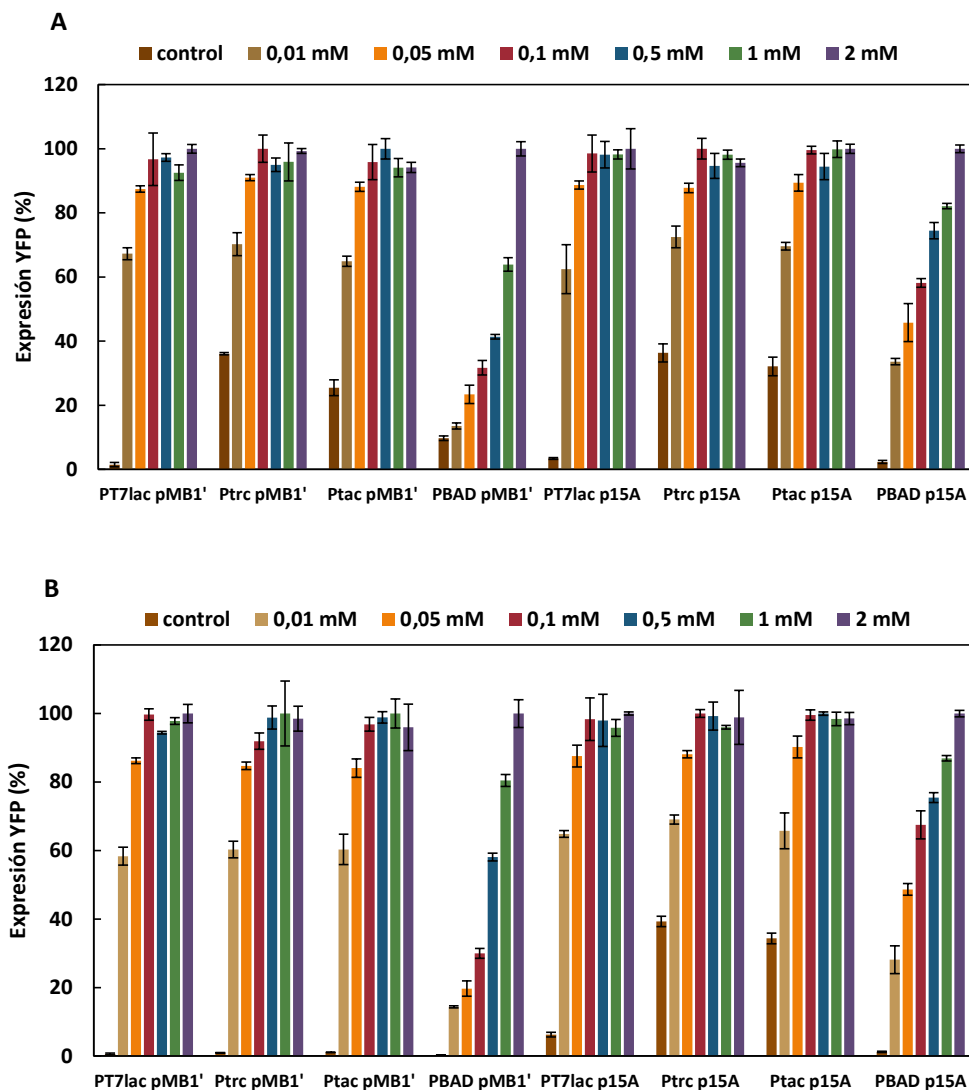 A
control 0,01 mM 0,05 mM 0,1 mM 0,5 mM 1 mM 2 mM
120
100
80
60
40
20
0
Expresión YFP (%)
PT7lac pMB1' Ptrc pMB1' Ptac pMB1' PBAD pMB1' PT7lac p15A Ptrc p15A Ptac p15A PBAD p15A
B
control 0,01 mM 0,05 mM 0,1 mM 0,5 mM 1 mM 2 mM
120
100
80
60
40
20
0
Expresión YFP (%)
PT7lac pMB1' Ptrc pMB1' Ptac pMB1' PBAD pMB1' PT7lac p15A Ptrc p15A Ptac p15A PBAD p15A